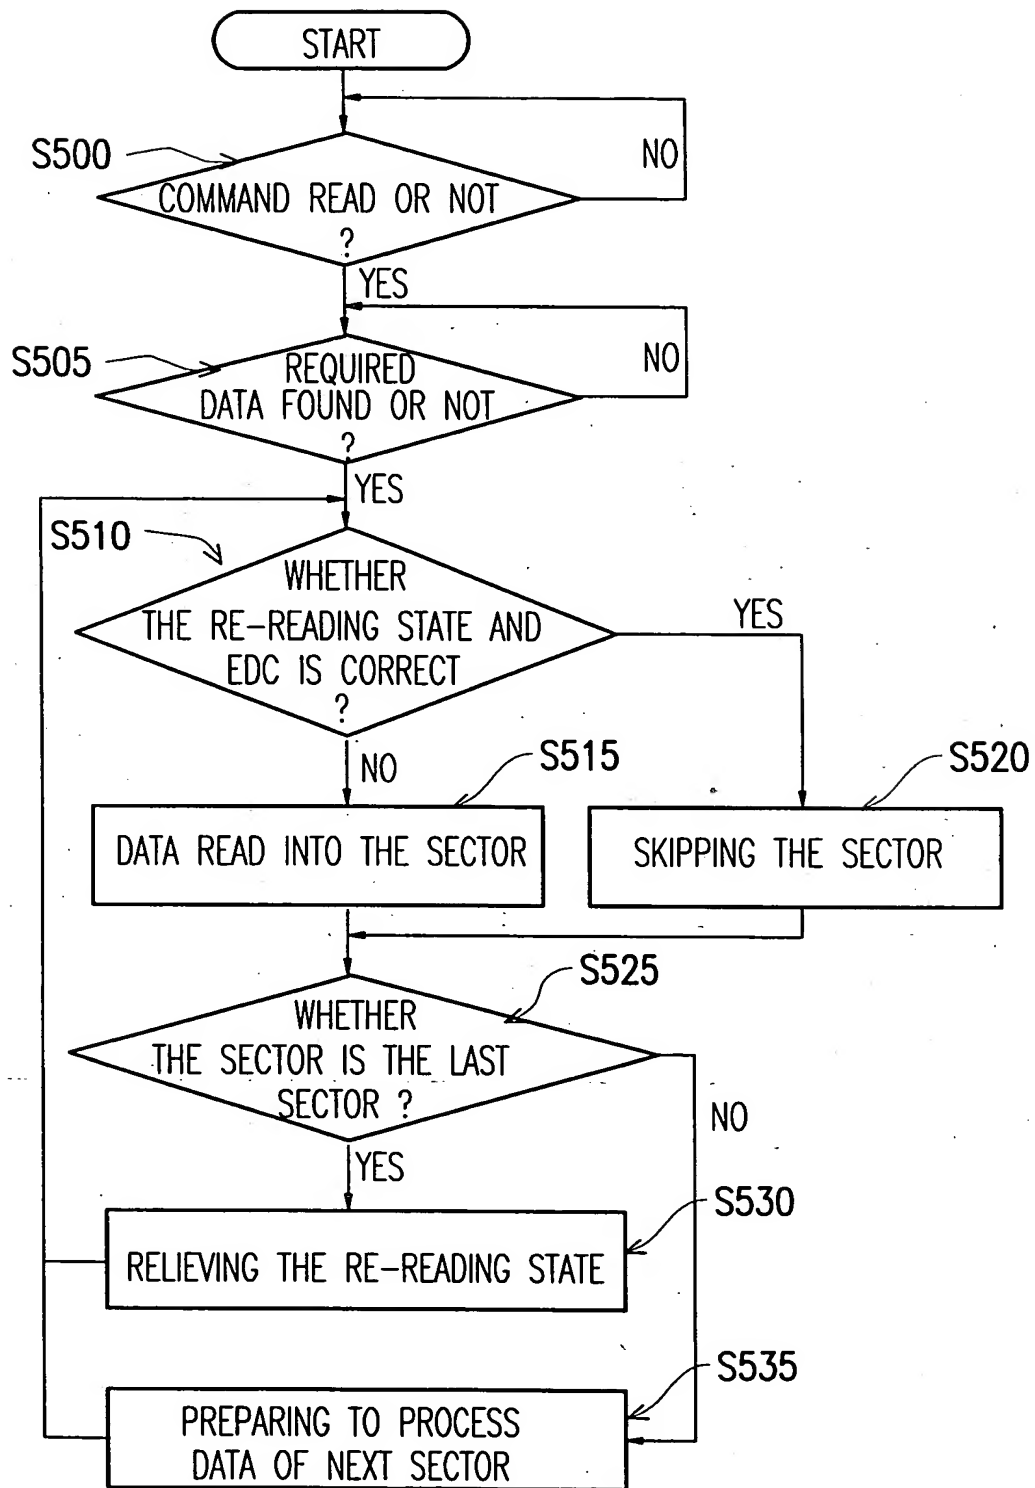 START
S500
NO
COMMAND READ OR NOT
?
YES
S505
NO
REQUIRED
DATA FOUND OR NOT
?
YES
S510
WHETHER
THE RE-READING STATE AND
EDC IS CORRECT
?
YES
NO
S515
S520
DATA READ INTO THE SECTOR
SKIPPING THE SECTOR
S525
WHETHER
THE SECTOR IS THE LAST
SECTOR ?
NO
YES
S530
RELIEVING THE RE-READING STATE
S535
PREPARING TO PROCESS
DATA OF NEXT SECTOR